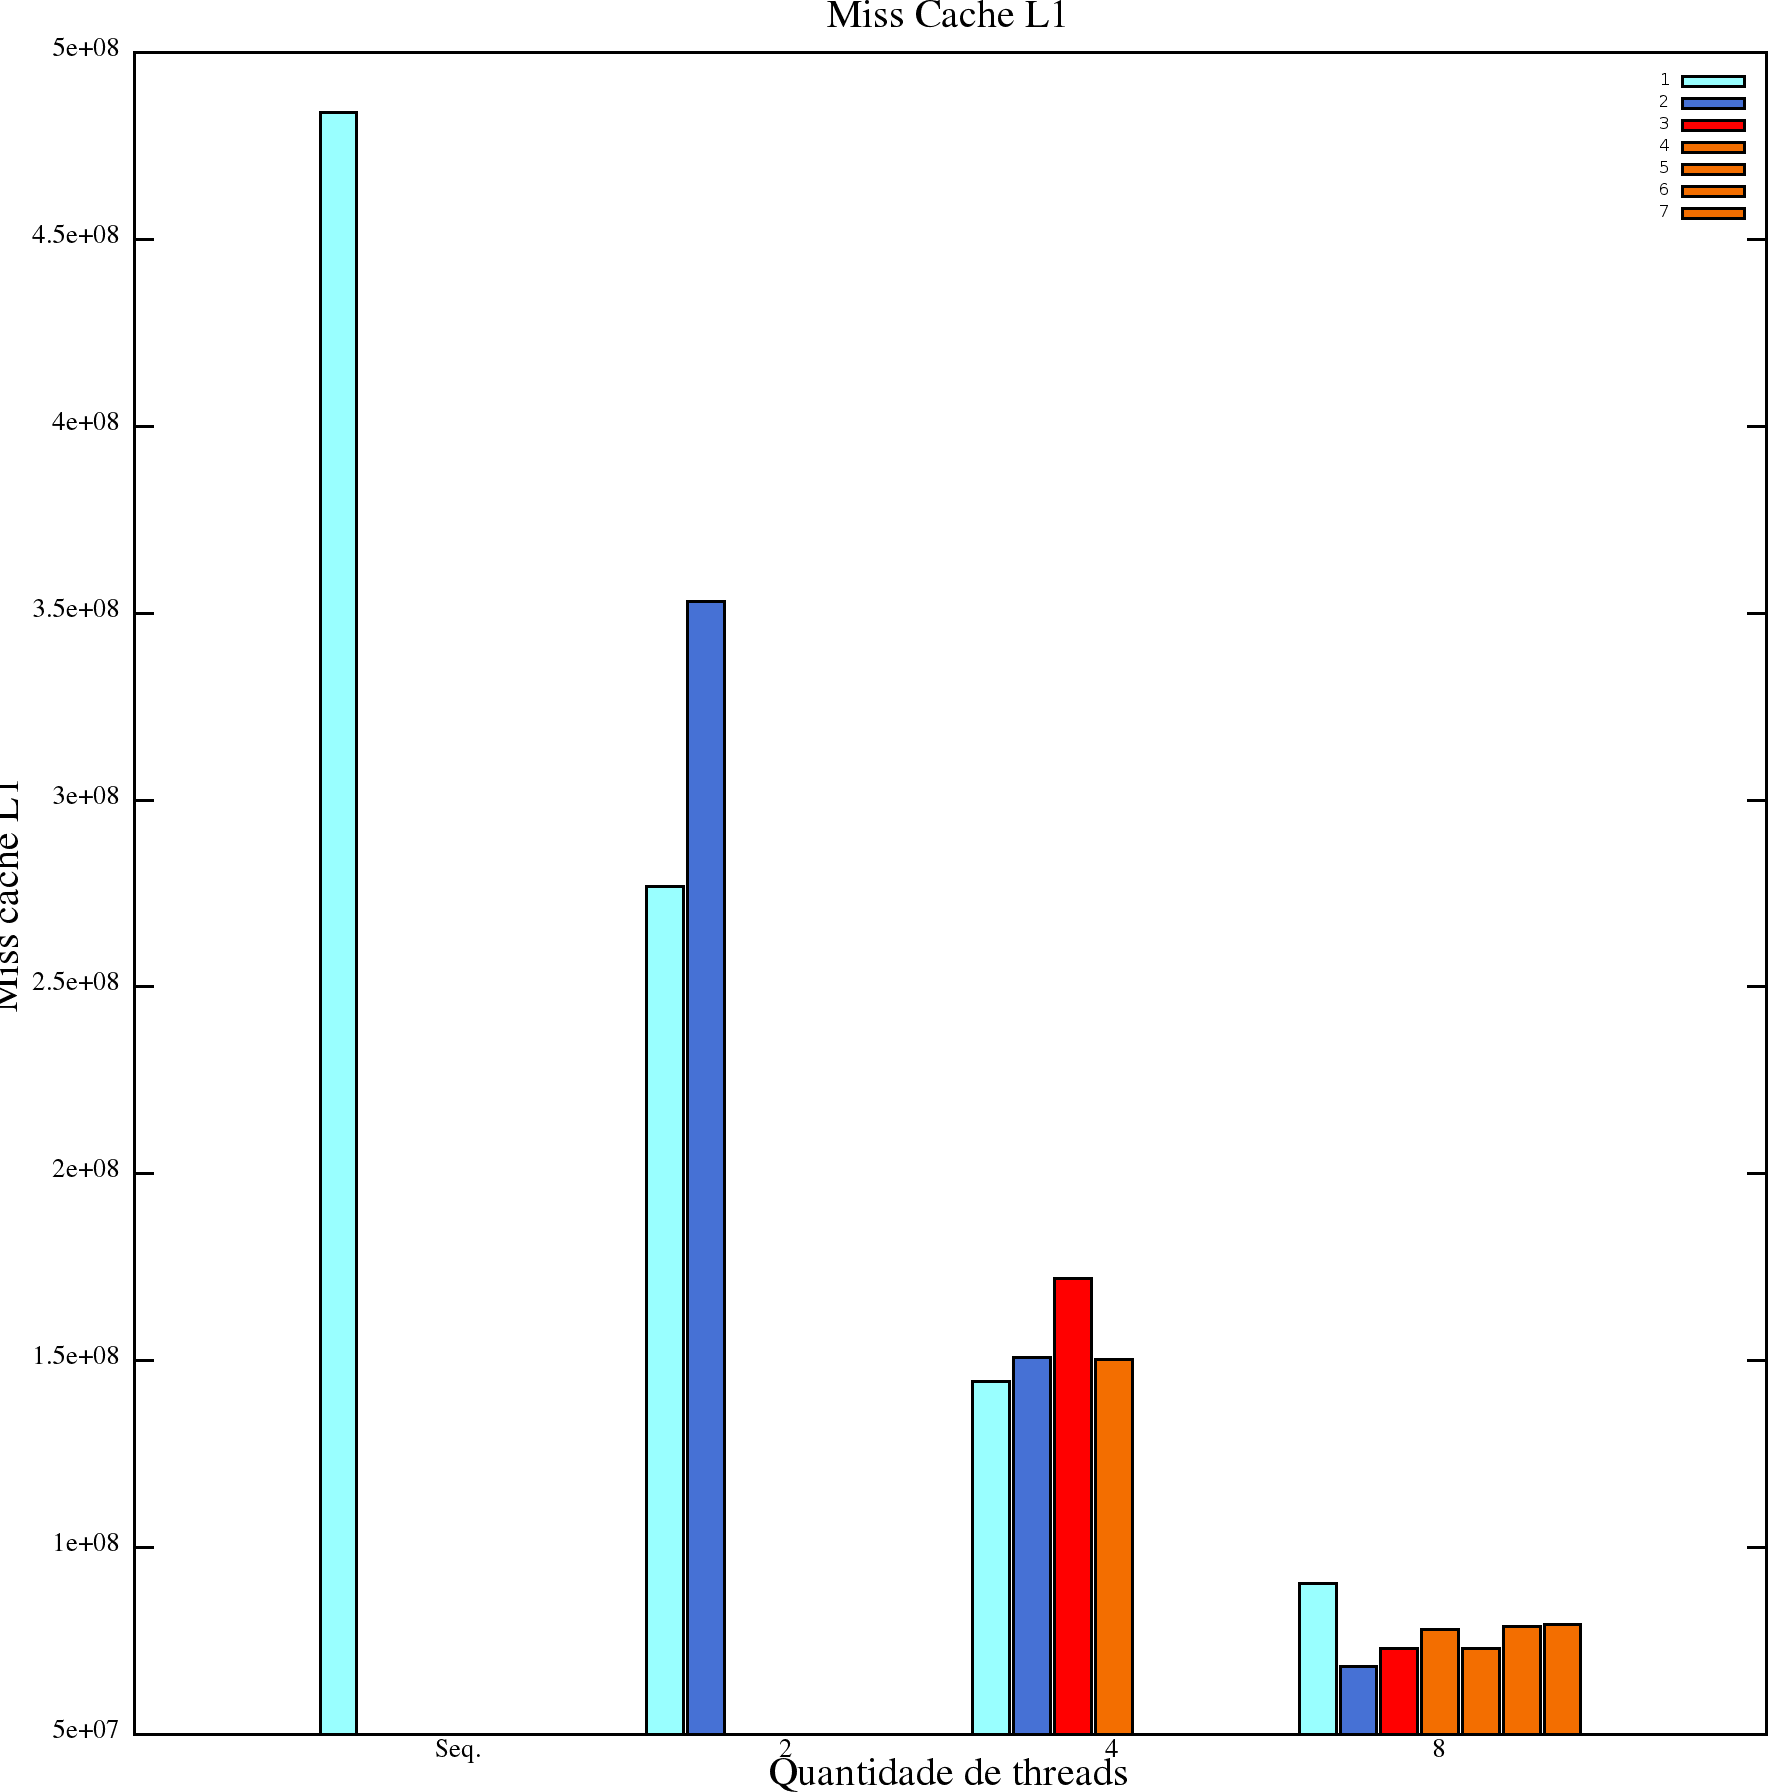 Miss Cache L1
5e+08
4.5e+08
4e+08
3.5e+08
3e+08
2.5e+08
2e+08
1.5e+08
1e+08
5e+07
Miss cache L1
1
2
3
4
5
6
7
Seq.
2
4
8
Quantidade de threads